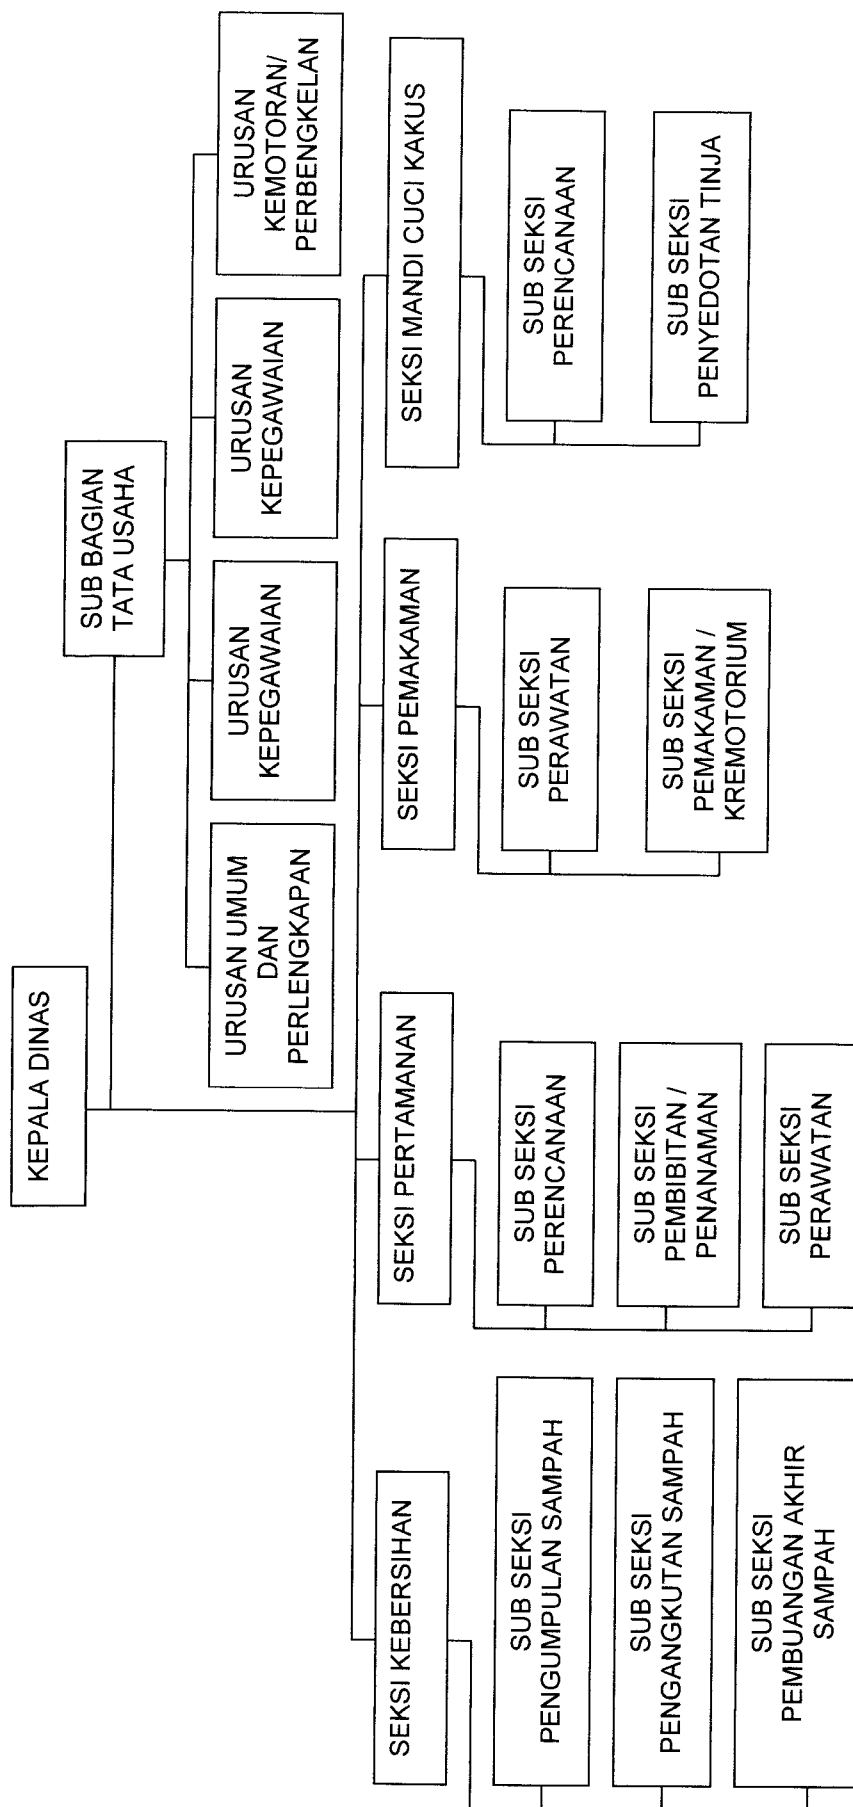 KEPALA DINAS
SUB BAGIAN
TATA USAHA
URUSAN UMUM
DAN
PERLENGKAPAN
URUSAN
KEPEGAWAIAN
URUSAN
KEPEGAWAIAN
URUSAN
KEMOTORAN/
PERBENGKELAN
SEKSI KEBERSIHAN
SEKSI PERTAMANAN
SEKSI PEMAKAMAN
SEKSI MANDI CUCI KAKUS
SUB SEKSI
PENGUMPULAN SAMPAH
SUB SEKSI
PENGANGKUTAN SAMPAH
SUB SEKSI
PEMBUANGAN AKHIR
SAMPAH
SUB SEKSI
PERENCANAAN
SUB SEKSI
PEMBIBITAN /
PENANAMAN
SUB SEKSI
PERAWATAN
SUB SEKSI
PERAWATAN
SUB SEKSI
PEMAKAMAN /
KREMOTORIUM
SUB SEKSI
PERENCANAAN
SUB SEKSI
PENYEDOTAN TINJA